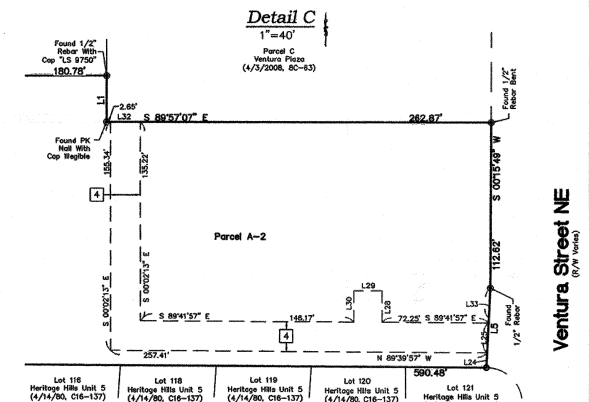 Detail C
1"=40'
Parcel C
Ventura Plaza
(4/3/2008, 8C-63)
Found 1/2"
Rebar With
Cap "LS 9750"
180.78'
L1
2.65'
L32
S 89°57'07" E
262.87'
Found 1/2"
Rebar Bent
Found PK
Nail With
Cap Illegible
155.34'
135.22'
S 00°15'49" W
4
Parcel A-2
112.62'
Ventura Street NE
(R/W Varies)
S 00°02'13" E
S 00°02'13" E
L29
L30
L28
L33
Found
1/2" Rebar
S 89°41'57" E
146.17'
72.25'
S 89°41'57" E
L25
L5
4
257.41'
N 89°39'57" W
L24
590.48'
Lot 116
Heritage Hills Unit 5
(4/14/80, C16-137)
Lot 118
Heritage Hills Unit 5
(4/14/80, C16-137)
Lot 119
Heritage Hills Unit 5
(4/14/80, C16-137)
Lot 120
Heritage Hills Unit 5
(4/14/80, C16-137)
Lot 121
Heritage Hills Unit 5
(4/14/80, C16-137)